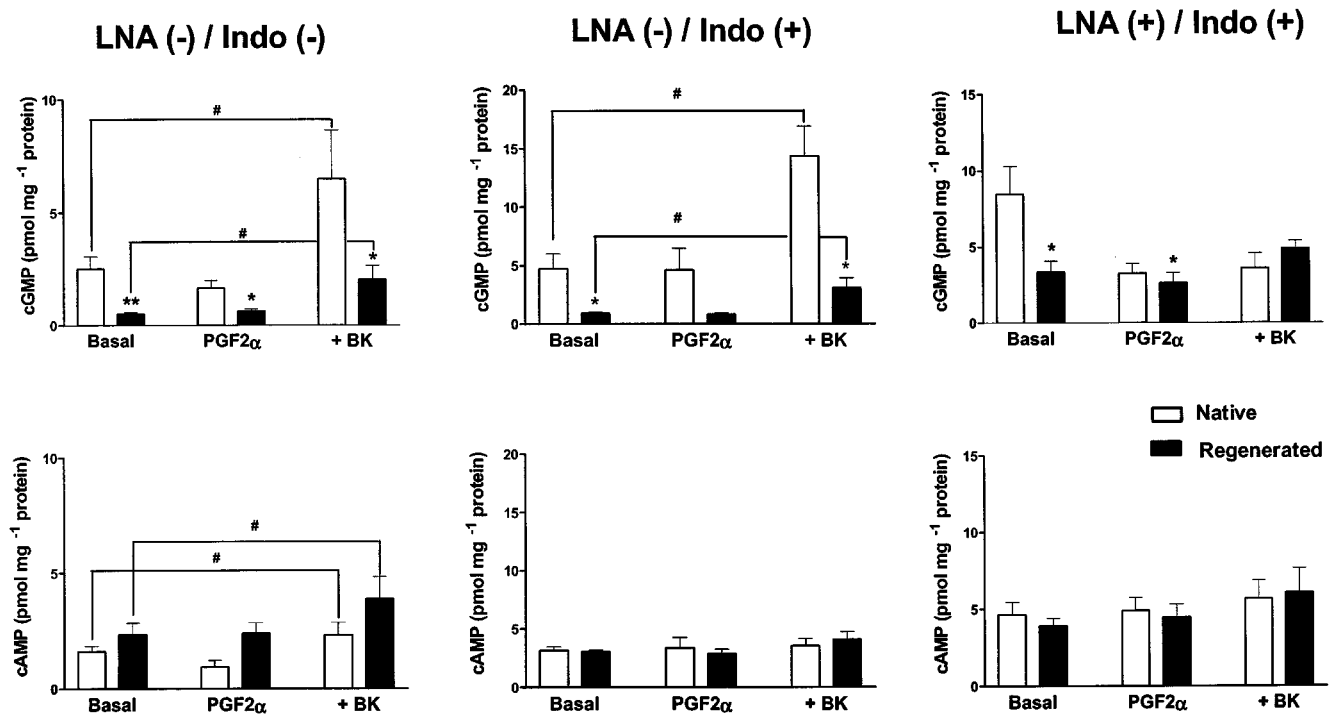 LNA (-) / Indo (-)
LNA (-) / Indo (+)
LNA (+) / Indo (+)
cGMP (pmol mg -1 protein)
10
5
0
#
#
**
*
*
Basal
PGF2α
+ BK
cGMP (pmol mg -1 protein)
20
15
10
5
0
#
#
*
*
Basal
PGF2α
+ BK
cGMP (pmol mg -1 protein)
15
10
5
0
*
*
Basal
PGF2α
+ BK
Native
Regenerated
cAMP (pmol mg -1 protein)
10
5
0
#
#
Basal
PGF2α
+ BK
cAMP (pmol mg -1 protein)
20
15
10
5
0
Basal
PGF2α
+ BK
cAMP (pmol mg -1 protein)
15
10
5
0
Basal
PGF2α
+ BK